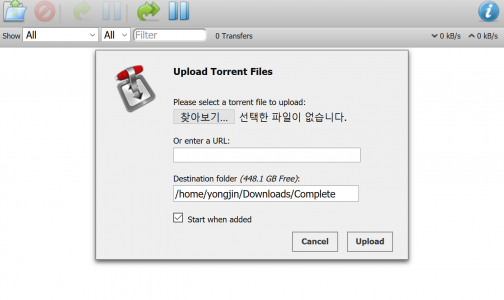 Show All All Filter 0 Transfers 0 kB/s 0 kB/s
Upload Torrent Files
Please select a torrent file to upload:
찾아보기... 선택한 파일이 없습니다.
Or enter a URL:
Destination folder (448.1 GB Free):
/home/yongjin/Downloads/Complete
Start when added
Cancel Upload